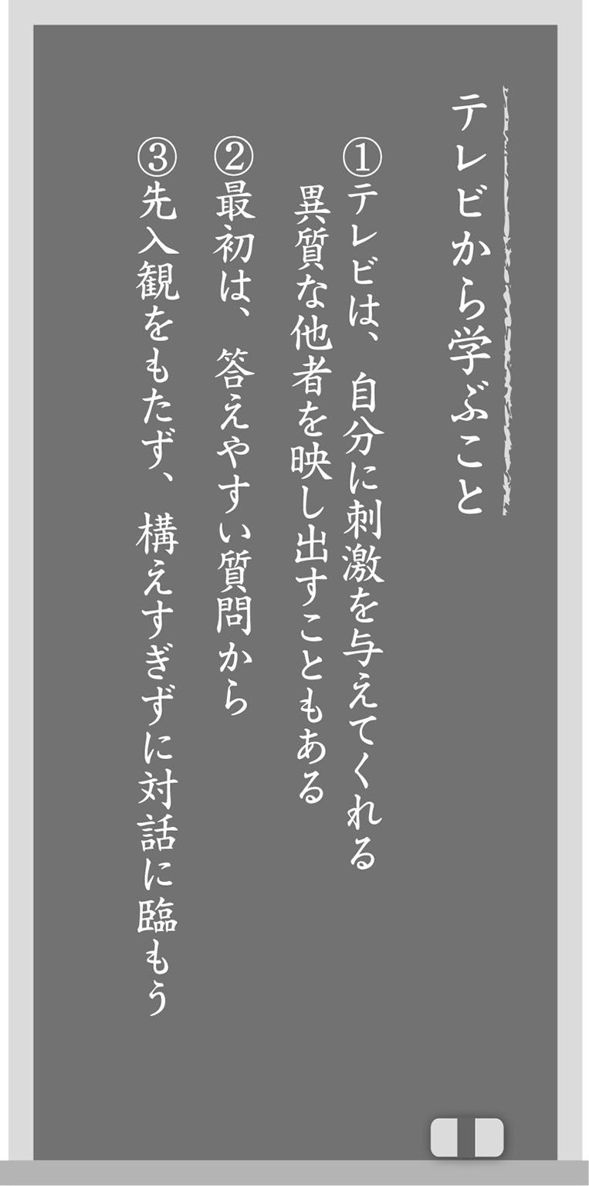 テレビから学ぶこと
①テレビは、自分に刺激を与えてくれる
異質な他者を映し出すこともある
②最初は、答えやすい質問から
③先入観をもたず、構えすぎずに対話に臨もう